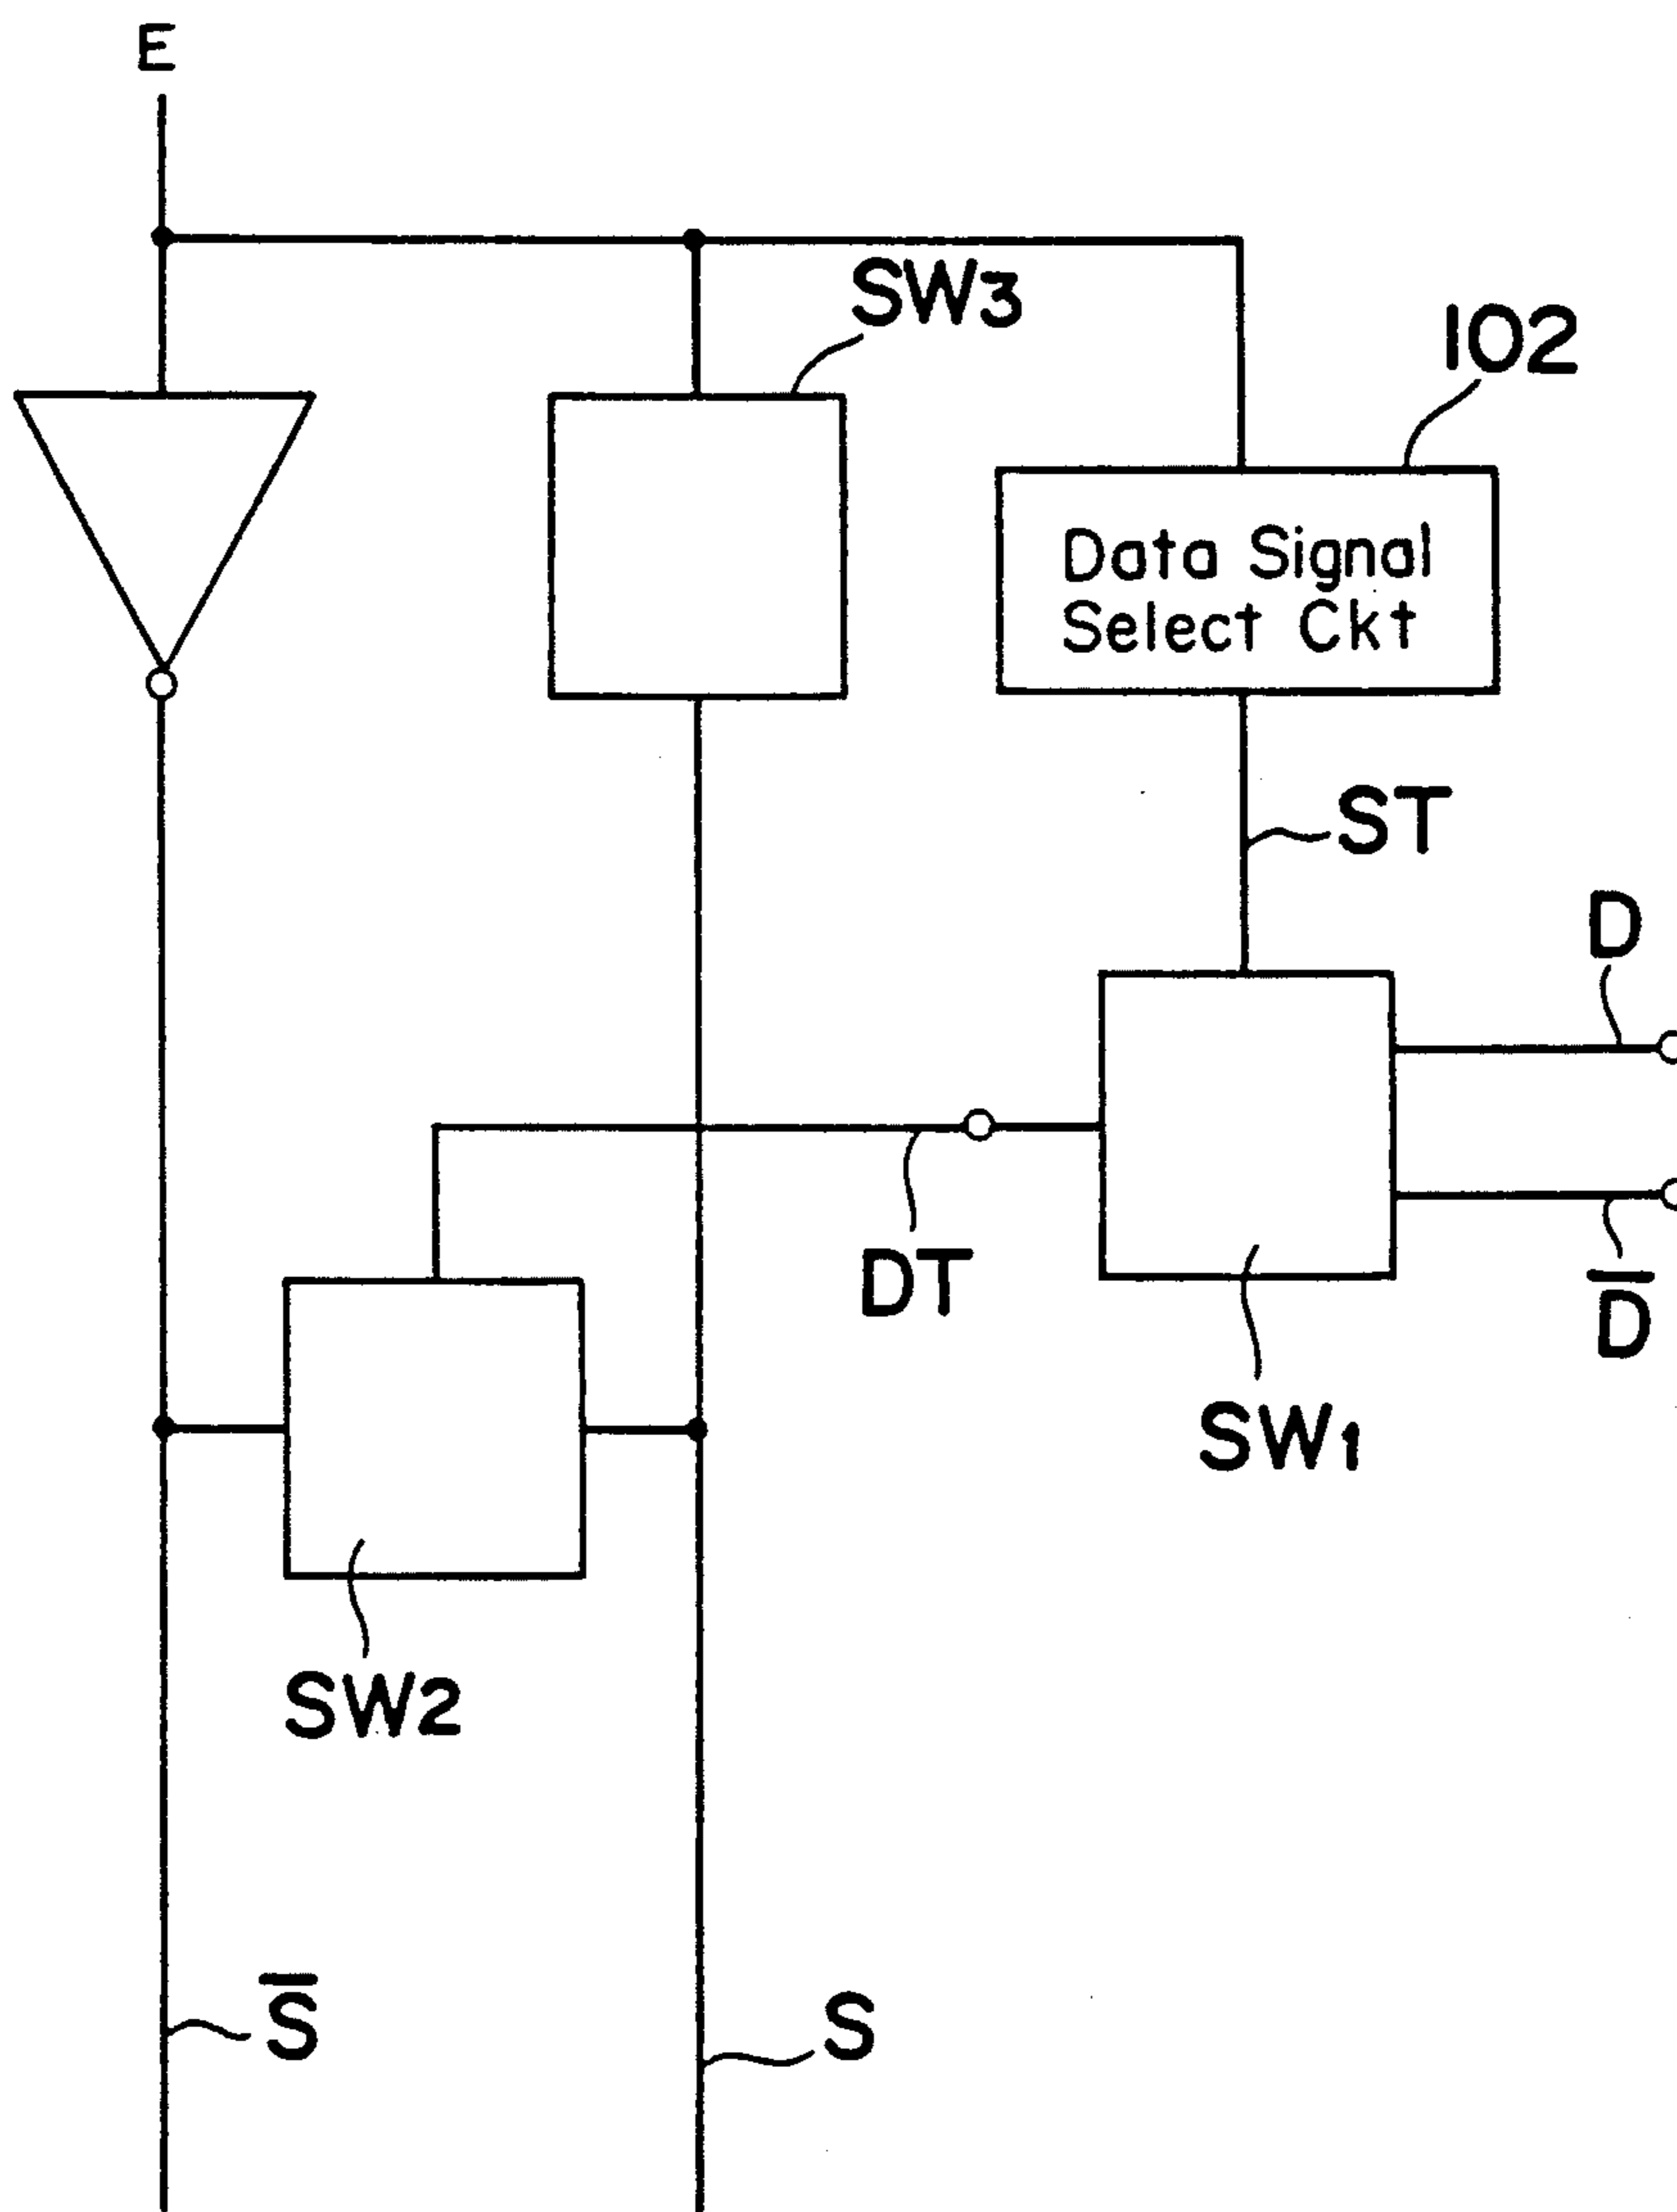 E
SW3
102
Data Signal
Select Ckt
ST
D
DT
D̅
SW1
SW2
S̅
S